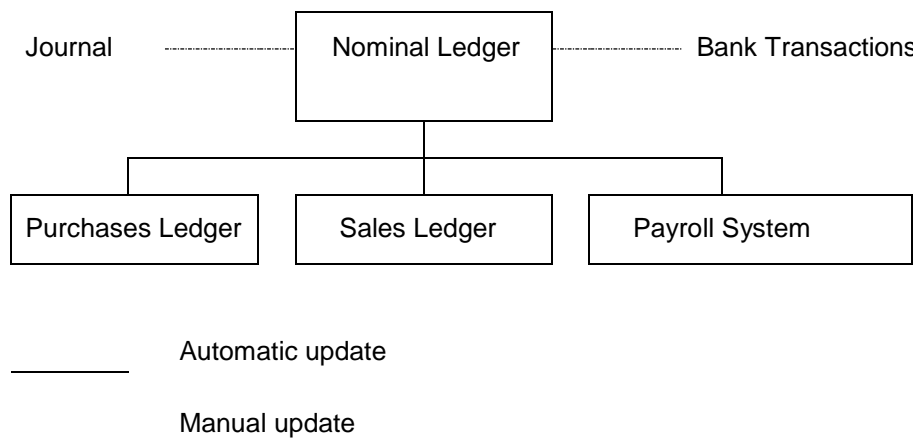 Journal
Nominal Ledger
Bank Transactions
Purchases Ledger
Sales Ledger
Payroll System
Automatic update
Manual update